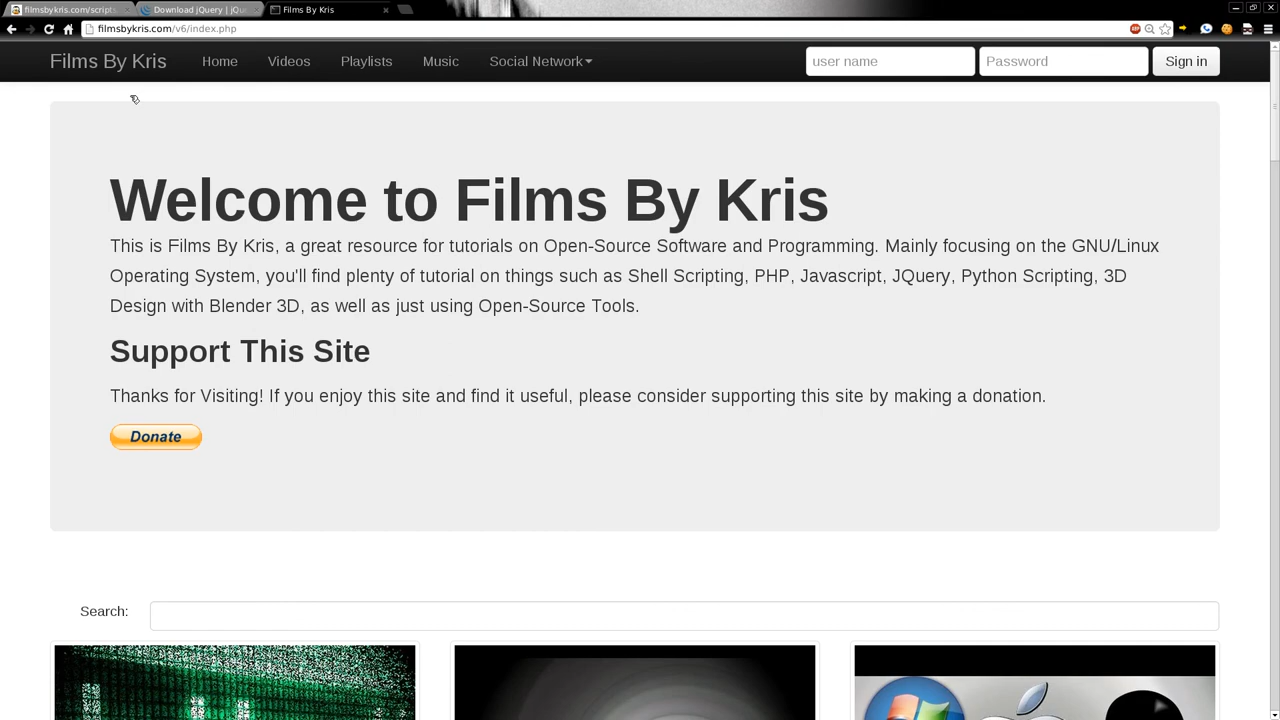 filmsbykris.com/scripts
Download jQuery | jQu
Films By Kris
filmsbykris.com/v6/index.php
Films By Kris
Home
Videos
Playlists
Music
Social Network
user name
Password
Sign in
Welcome to Films By Kris
This is Films By Kris, a great resource for tutorials on Open-Source Software and Programming. Mainly focusing on the GNU/Linux
Operating System, you'll find plenty of tutorial on things such as Shell Scripting, PHP, Javascript, JQuery, Python Scripting, 3D
Design with Blender 3D, as well as just using Open-Source Tools.
Support This Site
Thanks for Visiting! If you enjoy this site and find it useful, please consider supporting this site by making a donation.
Donate
Search: